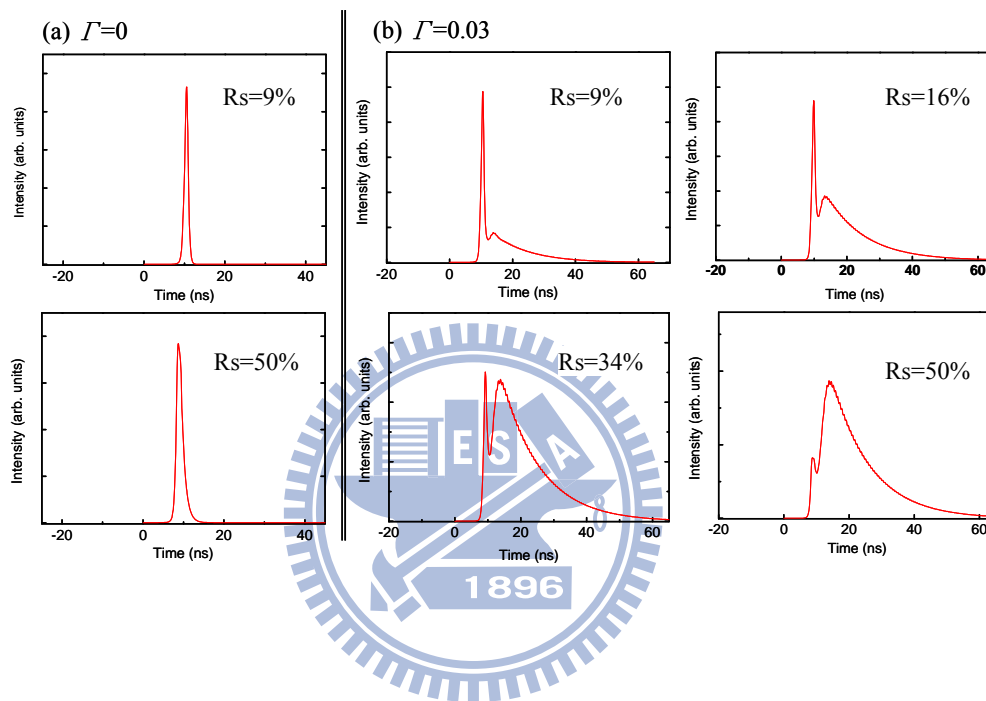 (a) Γ=0
Intensity (arb. units)
Rs=9%
-20 0 20 40
Time (ns)
Intensity (arb. units)
Rs=50%
-20 0 20 40
Time (ns)
(b) Γ=0.03
Intensity (arb. units)
Rs=9%
-20 0 20 40 60
Time (ns)
Intensity (arb. units)
Rs=16%
-20 0 20 40 60
Time (ns)
Intensity (arb. units)
Rs=34%
-20 0 20 40 60
Time (ns)
Intensity (arb. units)
Rs=50%
-20 0 20 40 60
Time (ns)
E S A
1896